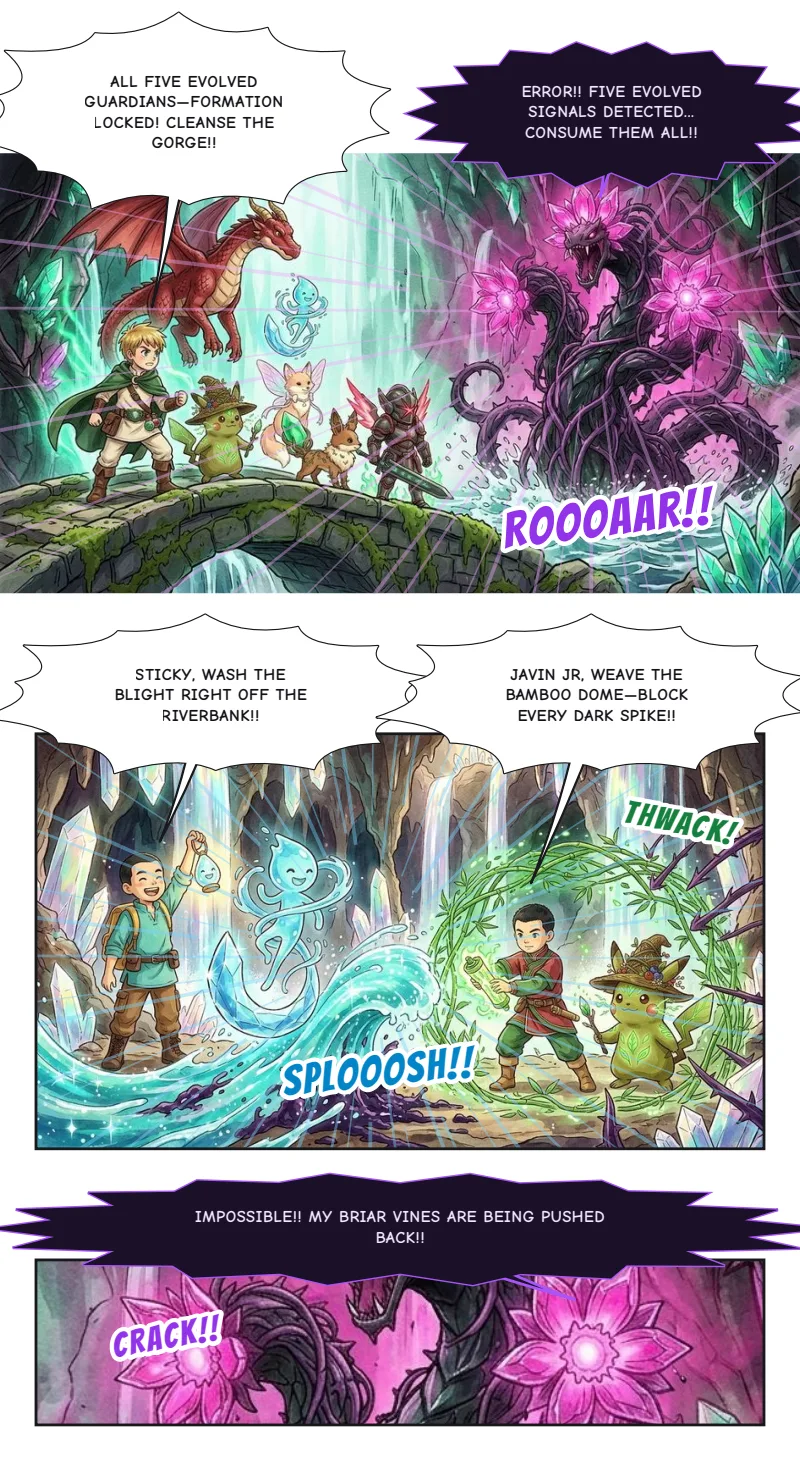 ALL FIVE EVOLVED
GUARDIANS—FORMATION
LOCKED! CLEANSE THE
GORGE!!
ERROR!! FIVE EVOLVED
SIGNALS DETECTED...
CONSUME THEM ALL!!
ROOOAAR!!
STICKY, WASH THE
BLIGHT RIGHT OFF THE
RIVERBANK!!
JAVIN JR, WEAVE THE
BAMBOO DOME—BLOCK
EVERY DARK SPIKE!!
THWACK!
SPLOOOSH!!
IMPOSSIBLE!! MY BRIAR VINES ARE BEING PUSHED
BACK!!
CRACK!!